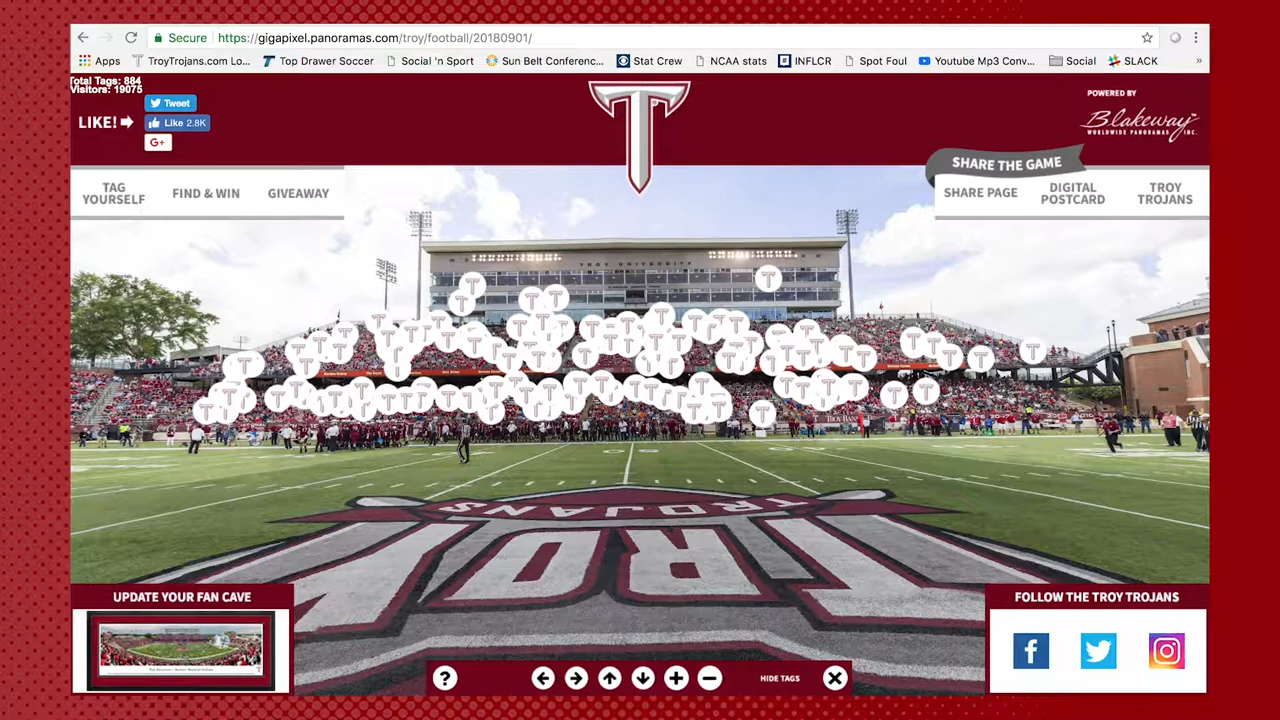 Secure
https://gigapixel.panoramas.com/troy/football/20180901/
Apps
TroyTrojans.com Lo...
Top Drawer Soccer
Social 'n Sport
Sun Belt Conferenc...
Stat Crew
NCAA stats
INFLCR
Spot Foul
Youtube Mp3 Conv...
Social
SLACK
»
Total Tags: 884
Visitors: 19075
Tweet
LIKE!
Like 2.8K
G+
T
POWERED BY
Blakeway
WORLDWIDE PANORAMAS INC.
SHARE THE GAME
TAG
YOURSELF
FIND & WIN
GIVEAWAY
SHARE PAGE
DIGITAL
POSTCARD
TROY
TROJANS
TROY UNIVERSITY
TROJANS
TROY
UPDATE YOUR FAN CAVE
FOLLOW THE TROY TROJANS
?
HIDE TAGS